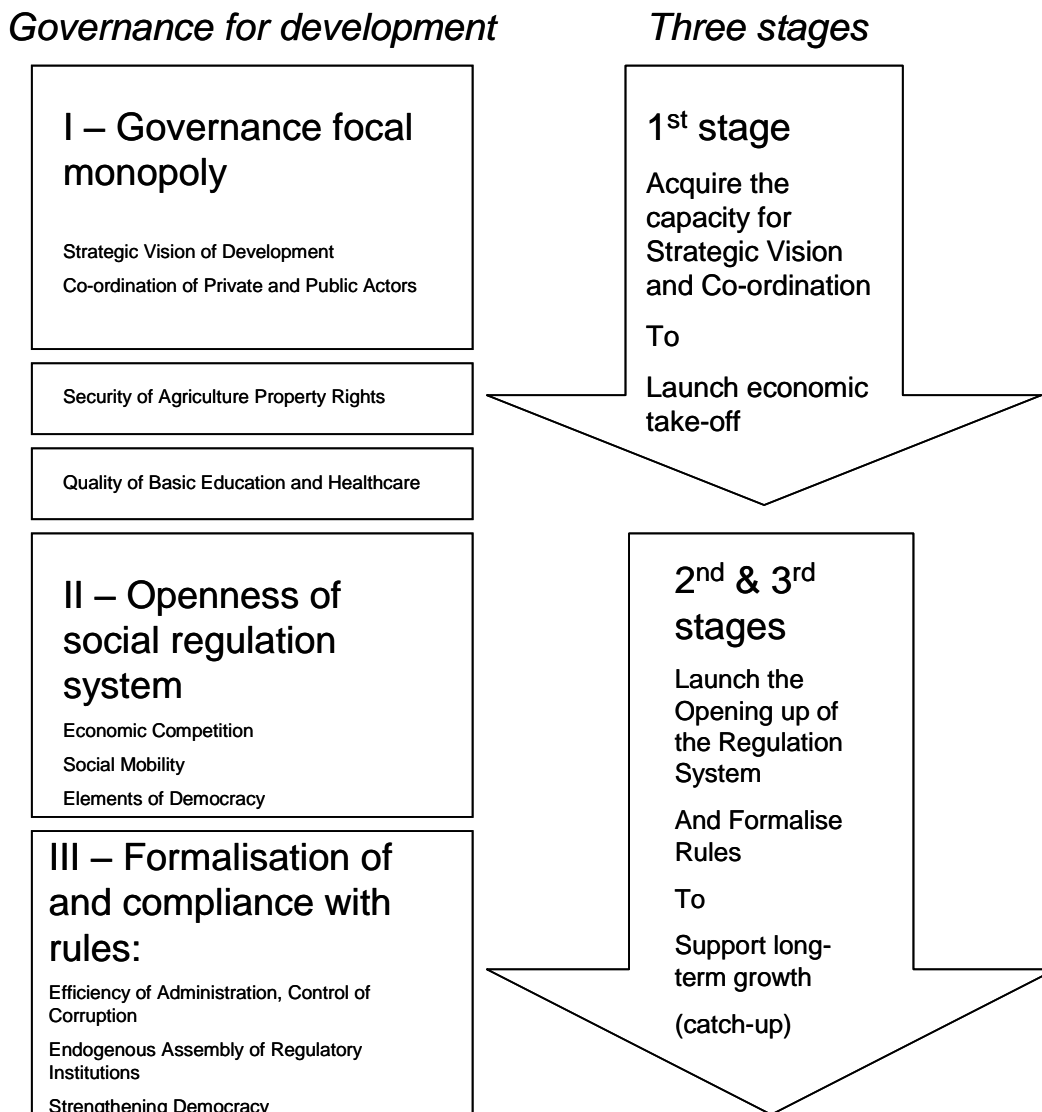 Governance for development
Three stages
I – Governance focal
monopoly
Strategic Vision of Development
Co-ordination of Private and Public Actors
Security of Agriculture Property Rights
Quality of Basic Education and Healthcare
II – Openness of
social regulation
system
Economic Competition
Social Mobility
Elements of Democracy
III – Formalisation of
and compliance with
rules:
Efficiency of Administration, Control of
Corruption
Endogenous Assembly of Regulatory
Institutions
Strengthening Democracy
1st stage
Acquire the
capacity for
Strategic Vision
and Co-ordination
To
Launch economic
take-off
2nd & 3rd
stages
Launch the
Opening up of
the Regulation
System
And Formalise
Rules
To
Support long-
term growth
(catch-up)